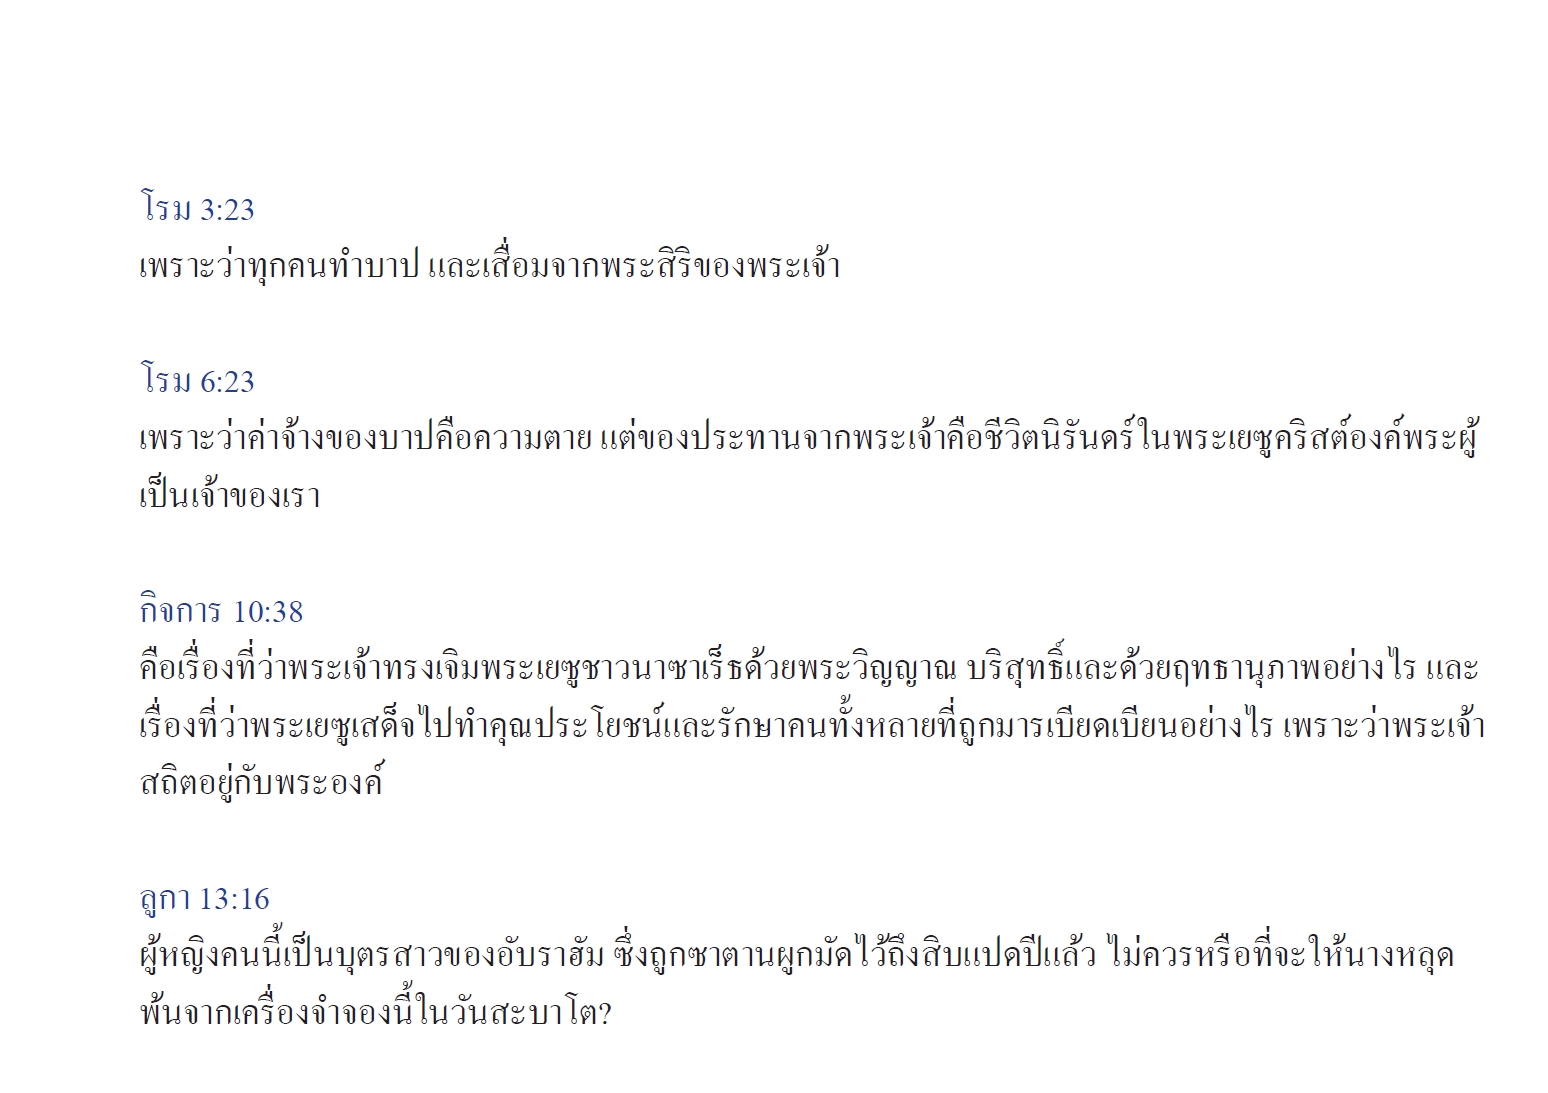 โรม 3:23
เพราะว่าทุกคนทำบาป และเสื่อมจากพระสิริของพระเจ้า
โรม 6:23
เพราะว่าค่าจ้างของบาปคือความตาย แต่ของประทานจากพระเจ้าคือชีวิตนิรันดร์ในพระเยซูคริสต์องค์พระผู้
เป็นเจ้าของเรา
กิจการ 10:38
คือเรื่องที่ว่าพระเจ้าทรงเจิมพระเยซูชาวนาซาเร็ธด้วยพระวิญญาณ บริสุทธิ์และด้วยฤทธานุภาพอย่างไร และ
เรื่องที่ว่าพระเยซูเสด็จไปทำคุณประโยชน์และรักษาคนทั้งหลายที่ถูกมารเบียดเบียนอย่างไร เพราะว่าพระเจ้า
สถิตอยู่กับพระองค์
ลูกา 13:16
ผู้หญิงคนนี้เป็นบุตรสาวของอับราฮัม ซึ่งถูกซาตานผูกมัดไว้ถึงสิบแปดปีแล้ว ไม่ควรหรือที่จะให้นางหลุด
พ้นจากเครื่องจำจองนี้ในวันสะบาโต?